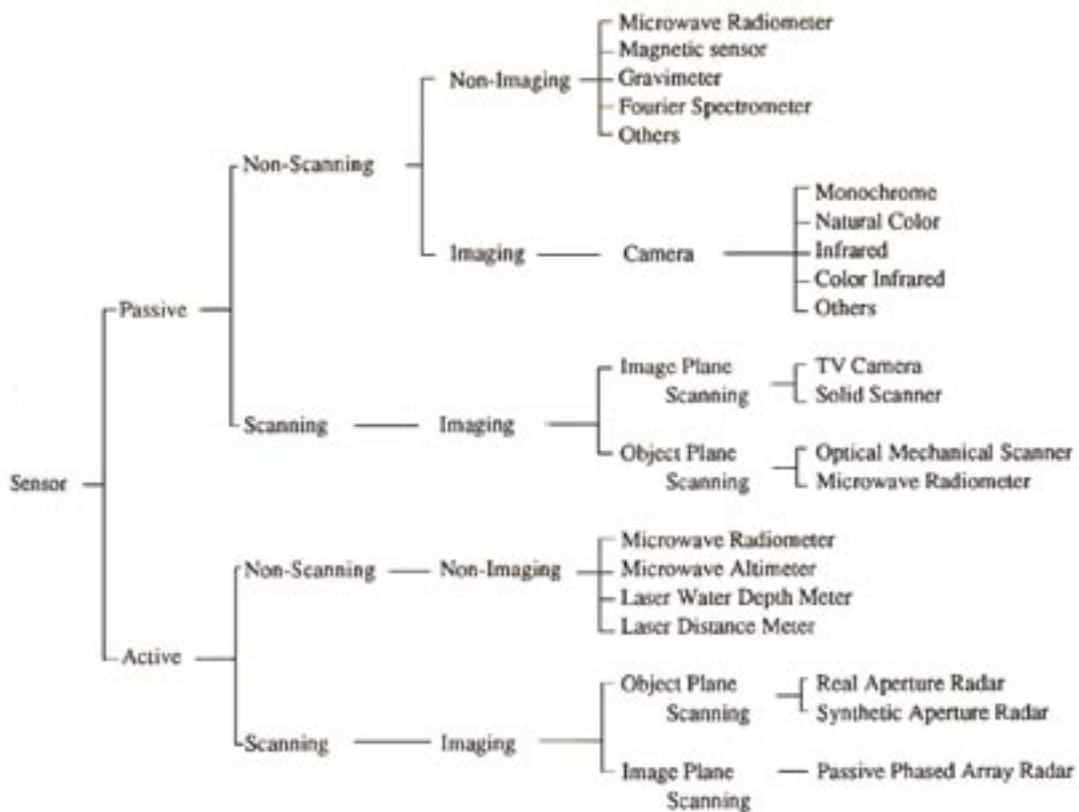 Microwave Radiometer
Magnetic sensor
Non-Imaging
Gravimeter
Fourier Spectrometer
Others
Non-Scanning
Monochrome
Natural Color
Imaging
Camera
Infrared
Color Infrared
Others
Passive
Image Plane
Scanning
TV Camera
Solid Scanner
Scanning
Imaging
Object Plane
Scanning
Optical Mechanical Scanner
Microwave Radiometer
Sensor
Microwave Radiometer
Non-Scanning
Non-Imaging
Microwave Altimeter
Laser Water Depth Meter
Laser Distance Meter
Active
Object Plane
Scanning
Real Aperture Radar
Synthetic Aperture Radar
Scanning
Imaging
Image Plane
Scanning
Passive Phased Array Radar